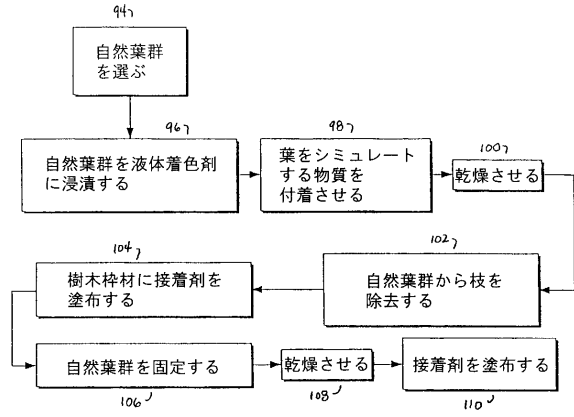 94
自然葉群
を選ぶ
96
自然葉群を液体着色剤
に浸漬する
98
葉をシミュレート
する物質を
付着させる
100
乾燥させる
102
自然葉群から枝を
除去する
104
樹木枠材に接着剤を
塗布する
自然葉群を固定する
106
乾燥させる
108
接着剤を塗布する
110